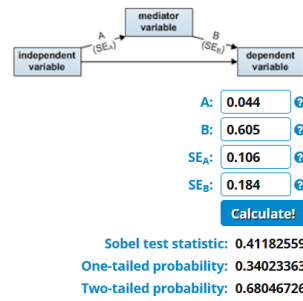 mediator
variable
A
(SEA)
B
(SEB)
independent
variable
dependent
variable
A: 0.044 ?
B: 0.605 ?
SEA: 0.106 ?
SEB: 0.184 ?
Calculate!
Sobel test statistic: 0.41182559
One-tailed probability: 0.34023363
Two-tailed probability: 0.68046726